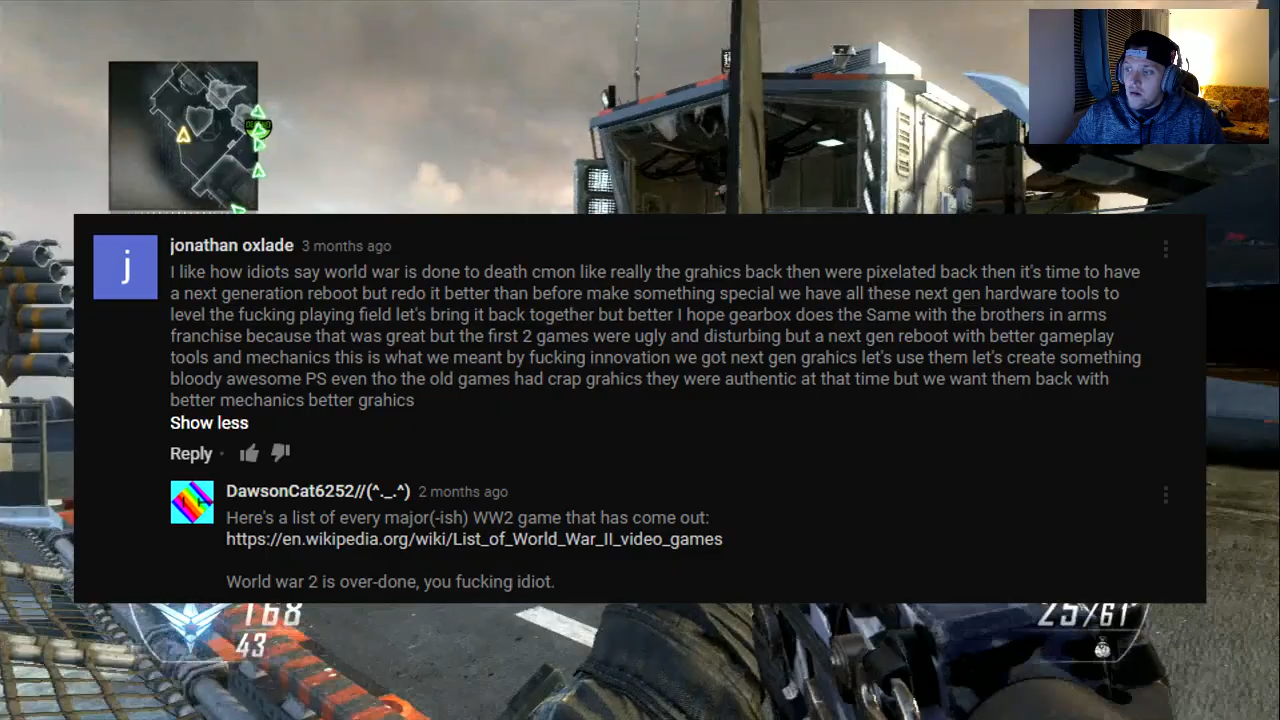 jonathan oxlade 3 months ago
I like how idiots say world war is done to death cmon like really the grahics back then were pixelated back then it's time to have
a next generation reboot but redo it better than before make something special we have all these next gen hardware tools to
level the fucking playing field let's bring it back together but better I hope gearbox does the Same with the brothers in arms
franchise because that was great but the first 2 games were ugly and disturbing but a next gen reboot with better gameplay
tools and mechanics this is what we meant by fucking innovation we got next gen grahics let's use them let's create something
bloody awesome PS even tho the old games had crap grahics they were authentic at that time but we want them back with
better mechanics better grahics
Show less
Reply
DawsonCat6252//(^._.^) 2 months ago
Here's a list of every major(-ish) WW2 game that has come out:
https://en.wikipedia.org/wiki/List_of_World_War_II_video_games
World war 2 is over-done, you fucking idiot.
168
43
25/61